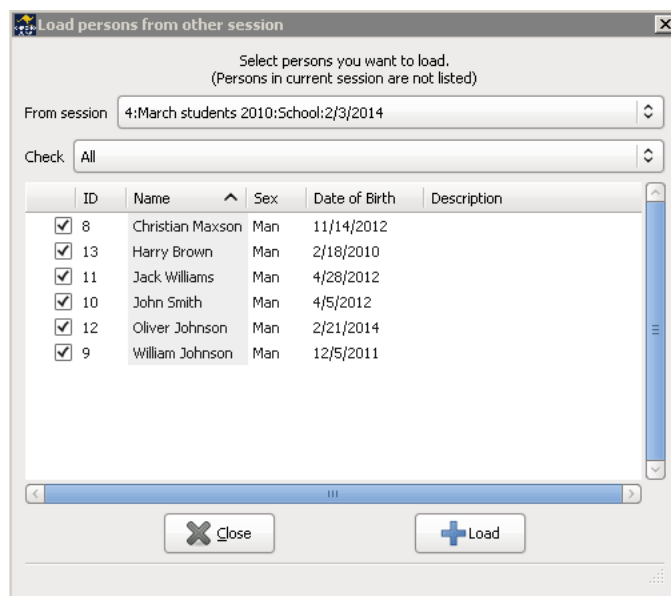 Load persons from other session
Select persons you want to load.
(Persons in current session are not listed)
From session 4:March students 2010:School:2/3/2014
Check All
ID Name Sex Date of Birth Description
8 Christian Maxson Man 11/14/2012
13 Harry Brown Man 2/18/2010
11 Jack Williams Man 4/28/2012
10 John Smith Man 4/5/2012
12 Oliver Johnson Man 2/21/2014
9 William Johnson Man 12/5/2011
Close Load